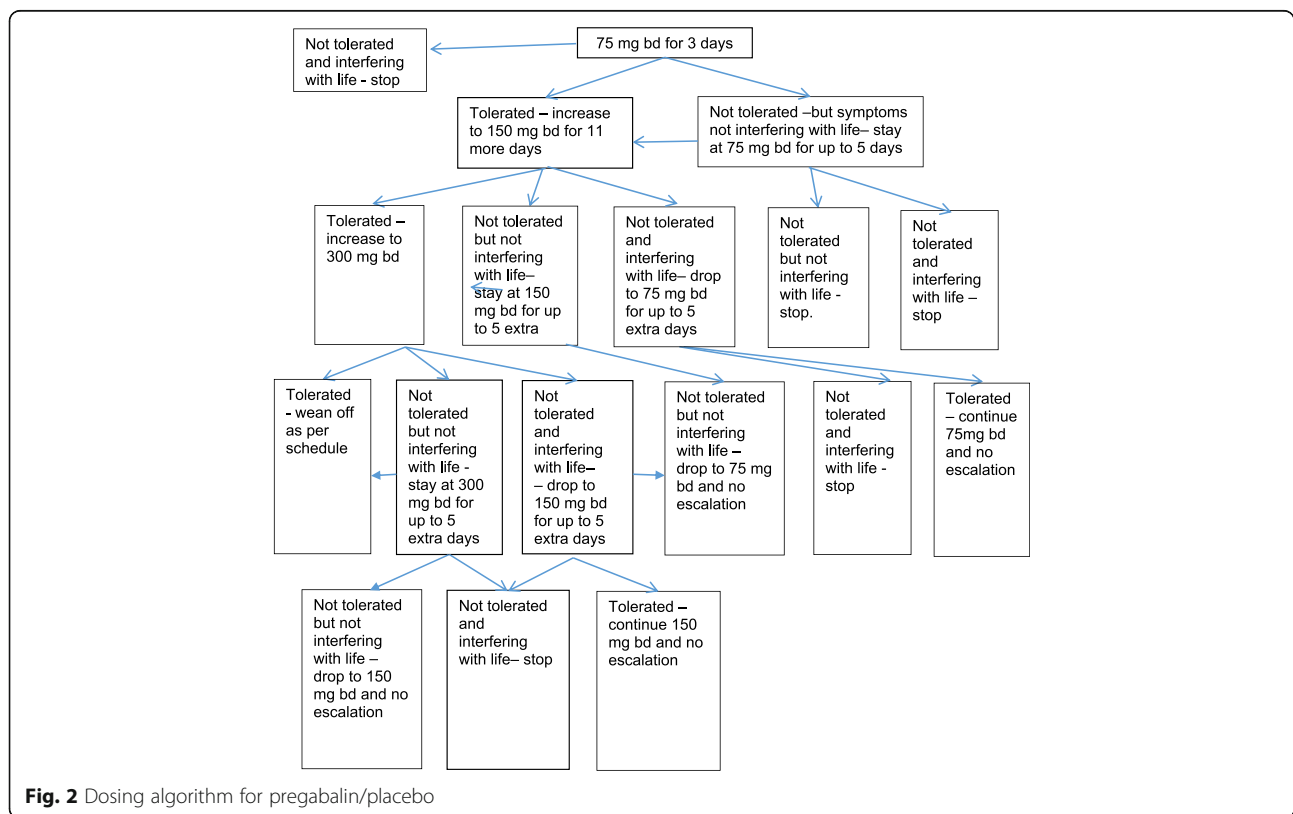 Not tolerated
and interfering
with life - stop
75 mg bd for 3 days
Tolerated – increase
to 150 mg bd for 11
more days
Not tolerated –but symptoms
not interfering with life– stay
at 75 mg bd for up to 5 days
Tolerated –
increase to
300 mg bd
Not tolerated
but not
interfering
with life–
stay at 150
mg bd for up
to 5 extra
Not tolerated
and
interfering
with life– drop
to 75 mg bd
for up to 5
extra days
Not
tolerated
but not
interfering
with life -
stop.
Not
tolerated
and
interfering
with life –
stop
Tolerated
- wean off
as per
schedule
Not
tolerated
but not
interfering
with life -
stay at 300
mg bd for
up to 5
extra days
Not
tolerated
and
interfering
with life–
– drop to
150 mg bd
for up to 5
extra days
Not tolerated
but not
interfering
with life –
drop to 75 mg
bd and no
escalation
Not
tolerated
and
interfering
with life -
stop
Tolerated
– continue
75mg bd
and no
escalation
Not tolerated
but not
interfering
with life –
drop to 150
mg bd and no
escalation
Not tolerated
and
interfering
with life– stop
Tolerated –
continue 150
mg bd and no
escalation
Fig. 2 Dosing algorithm for pregabalin/placebo